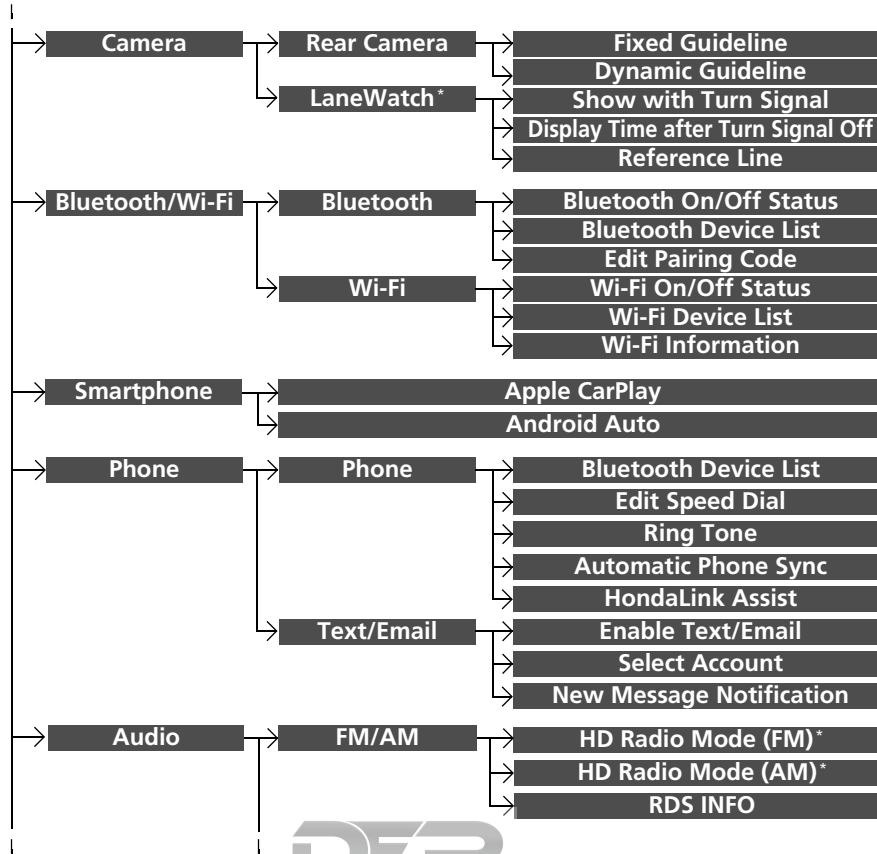 Camera
Rear Camera
Fixed Guideline
Dynamic Guideline
LaneWatch*
Show with Turn Signal
Display Time after Turn Signal Off
Reference Line
Bluetooth/Wi-Fi
Bluetooth
Bluetooth On/Off Status
Bluetooth Device List
Edit Pairing Code
Wi-Fi
Wi-Fi On/Off Status
Wi-Fi Device List
Wi-Fi Information
Smartphone
Apple CarPlay
Android Auto
Phone
Phone
Bluetooth Device List
Edit Speed Dial
Ring Tone
Automatic Phone Sync
HondaLink Assist
Text/Email
Enable Text/Email
Select Account
New Message Notification
Audio
FM/AM
HD Radio Mode (FM)*
HD Radio Mode (AM)*
RDS INFO